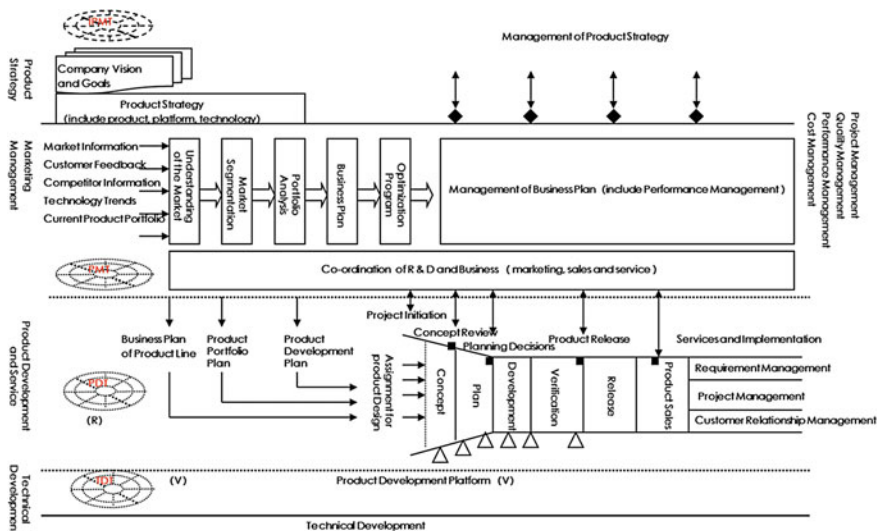 IPMT
Management of Product Strategy
Product
Strategy
Company Vision
and Goals
Product Strategy
(include product, platform, technology)
Project Management
Quality Management
Performance Management
Cost Management
Marketing
Management
Market Information
Customer Feedback
Competitor Information
Technology Trends
Current Product Portfolio
Understanding
of the Market
Market
Segmentation
Portfolio
Analysis
Business Plan
Optimization
Program
Management of Business Plan (include Performance Management)
PMT
Co-ordination of R & D and Business (marketing, sales and service)
Project Initiation
Concept Review
Planning Decisions
Product Release
Services and Implementation
Product Development
and Service
Business Plan
of Product Line
Product
Portfolio
Plan
Product
Development
Plan
Assignment for
product Design
Concept
Plan
Development
Verification
Release
Product Sales
Requirement Management
Project Management
Customer Relationship Management
PDT
(R)
Technical
Developmen
TDT
(V)
Product Development Platform (V)
Technical Development